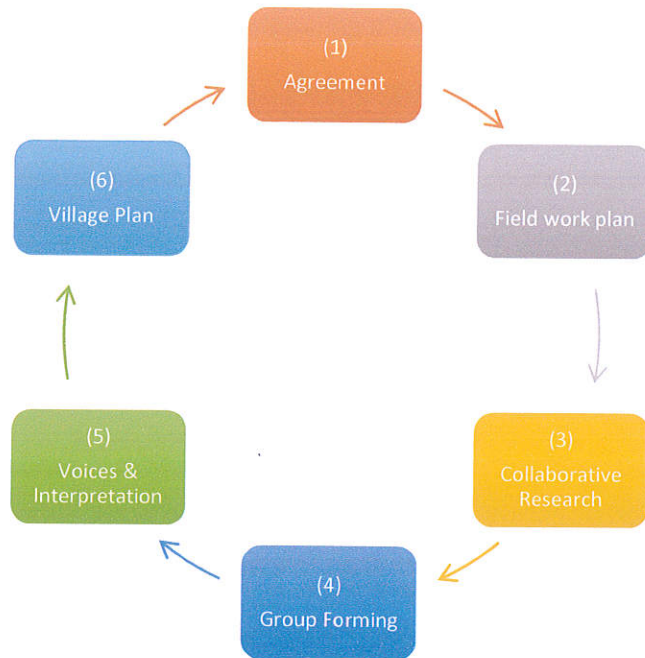 (1)
Agreement
(2)
Field work plan
(3)
Collaborative
Research
(4)
Group Forming
(5)
Voices &
Interpretation
(6)
Village Plan